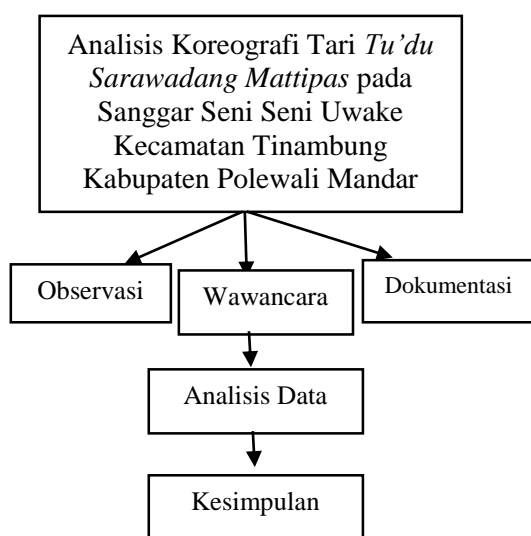 Analisis Koreografi Tari Tu’du
Sarawadang Mattipas pada
Sanggar Seni Seni Uwake
Kecamatan Tinambung
Kabupaten Polewali Mandar
Observasi
Wawancara
Dokumentasi
Analisis Data
Kesimpulan